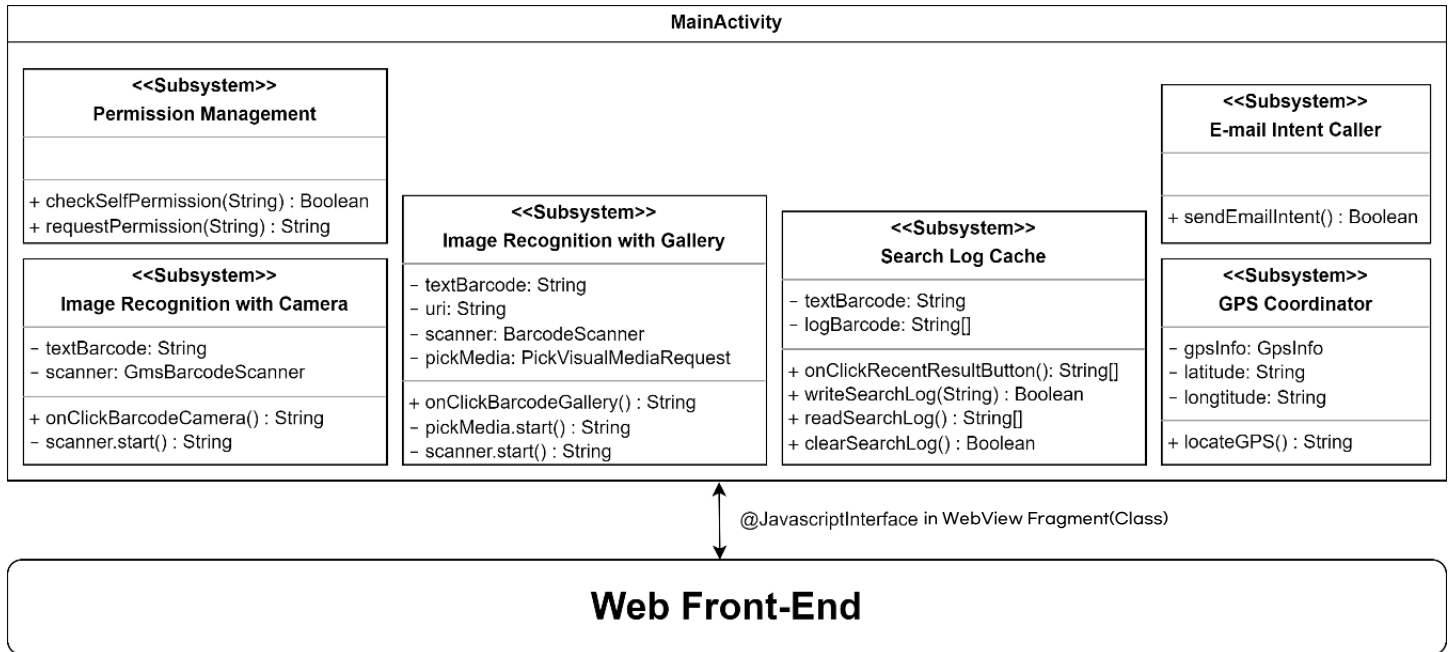 MainActivity
<<Subsystem>>
Permission Management
+ checkSelfPermission(String) : Boolean
+ requestPermission(String) : String
<<Subsystem>>
Image Recognition with Camera
- textBarcode: String
- scanner: GmsBarcodeScanner
+ onClickBarcodeCamera() : String
- scanner.start() : String
<<Subsystem>>
Image Recognition with Gallery
- textBarcode: String
- uri: String
- scanner: BarcodeScanner
- pickMedia: PickVisualMediaRequest
+ onClickBarcodeGallery() : String
- pickMedia.start() : String
- scanner.start() : String
<<Subsystem>>
Search Log Cache
- textBarcode: String
- logBarcode: String[]
+ onClickRecentResultButton(): String[]
+ writeSearchLog(String) : Boolean
+ readSearchLog() : String[]
+ clearSearchLog() : Boolean
<<Subsystem>>
E-mail Intent Caller
+ sendEmailIntent() : Boolean
<<Subsystem>>
GPS Coordinator
- gpsInfo: GpsInfo
- latitude: String
- longtitude: String
+ locateGPS() : String
@JavascriptInterface in WebView Fragment(Class)
Web Front-End